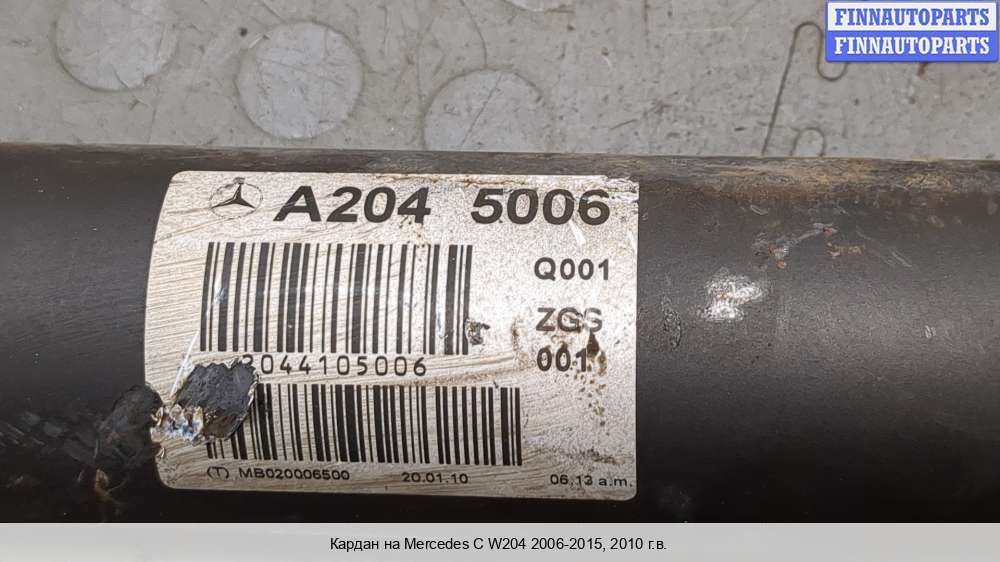 FINNAUTOPARTS
FINNAUTOPARTS
A204 5006
Q001
ZGS
001
2044105006
(T) MB020006500 20.01.10 06.13 a.m.
Кардан на Mercedes C W204 2006-2015, 2010 г.в.